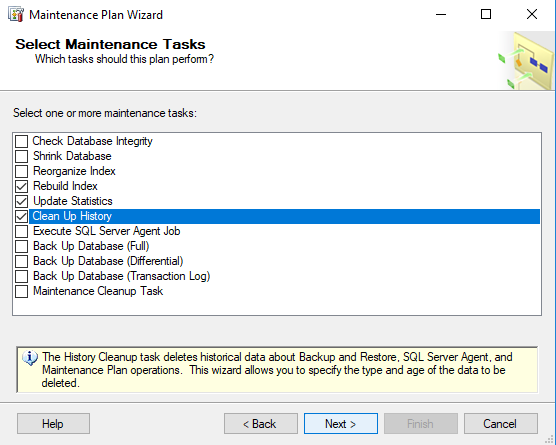 Maintenance Plan Wizard
Select Maintenance Tasks
Which tasks should this plan perform?
Select one or more maintenance tasks:
Check Database Integrity
Shrink Database
Reorganize Index
Rebuild Index
Update Statistics
Clean Up History
Execute SQL Server Agent Job
Back Up Database (Full)
Back Up Database (Differential)
Back Up Database (Transaction Log)
Maintenance Cleanup Task
The History Cleanup task deletes historical data about Backup and Restore, SQL Server Agent, and
Maintenance Plan operations. This wizard allows you to specify the type and age of the data to be
deleted.
Help < Back Next > Finish Cancel